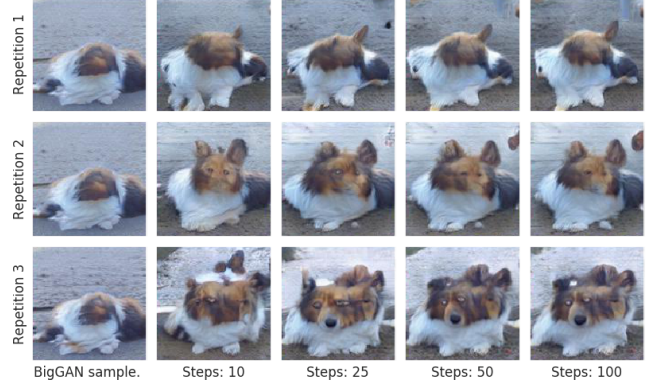 Repetition 1
Repetition 2
Repetition 3
BigGAN sample.
Steps: 10
Steps: 25
Steps: 50
Steps: 100